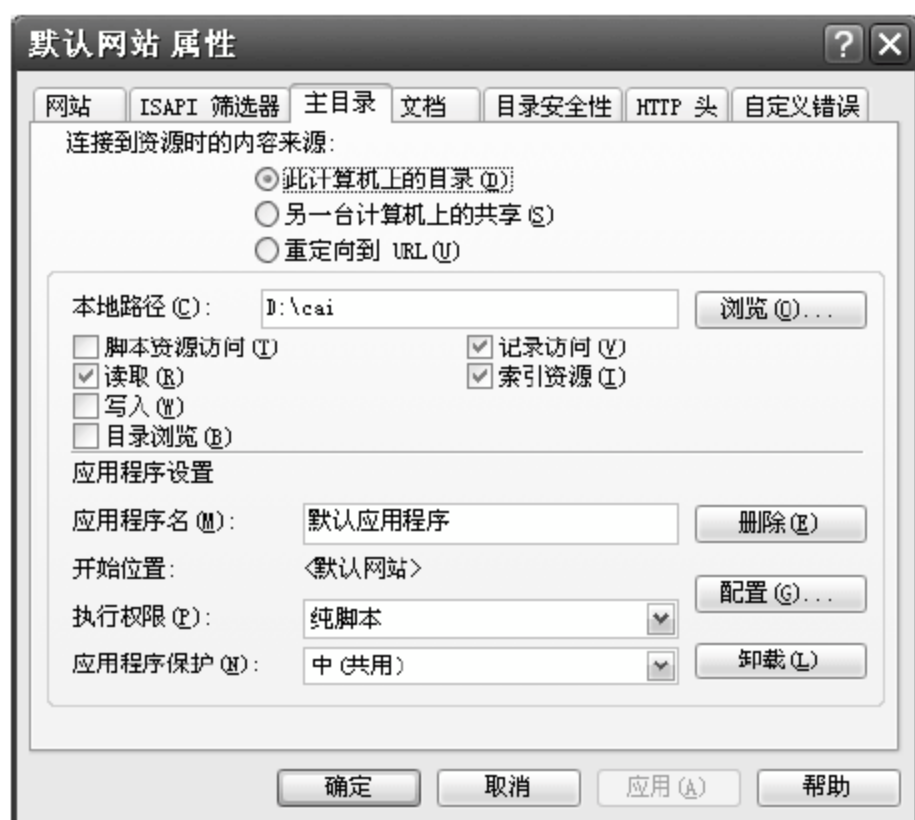 默认网站 属性
网站 ISAPI 筛选器 主目录 文档 目录安全性 HTTP 头 自定义错误
连接到资源时的内容来源:
此计算机上的目录(D)
另一台计算机上的共享(S)
重定向到 URL(U)
本地路径(C): D:\cai 浏览(O)...
脚本资源访问(T) 记录访问(V)
读取(R) 索引资源(I)
写入(W)
目录浏览(B)
应用程序设置
应用程序名(M): 默认应用程序 删除(E)
开始位置: <默认网站>
配置(G)...
执行权限(P): 纯脚本
应用程序保护(N): 中(共用) 卸载(L)
确定 取消 应用(A) 帮助